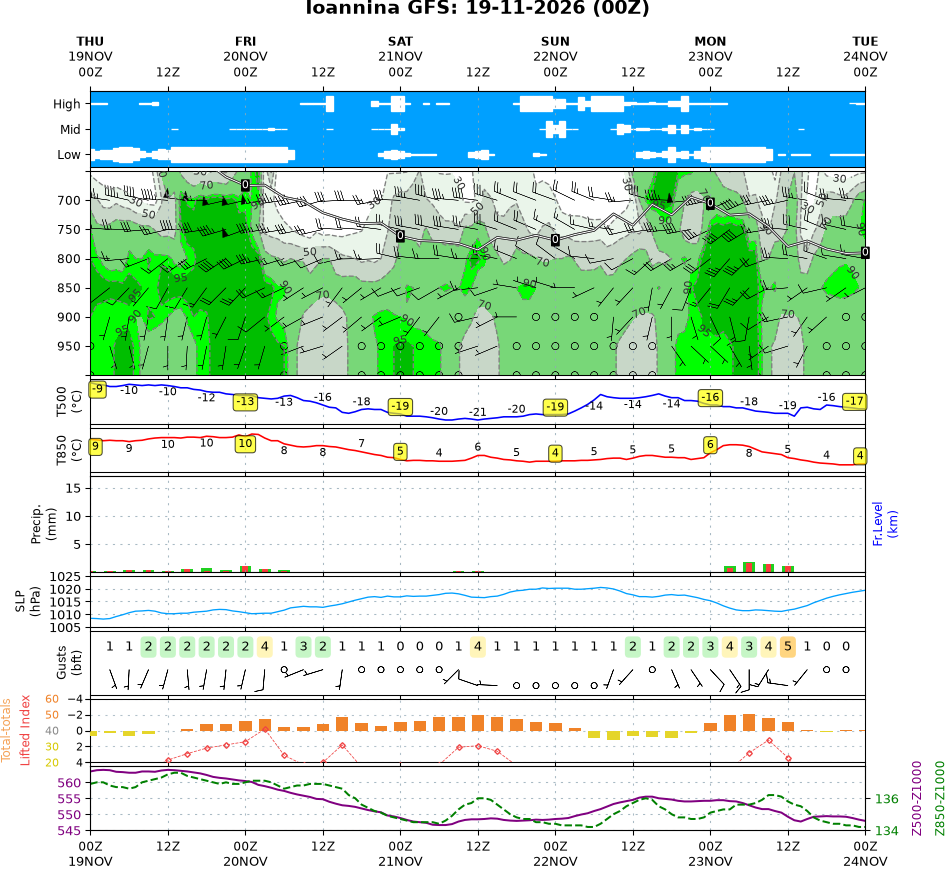 Ioannina GFS: 19-11-2026 (00Z)
THU FRI SAT SUN MON TUE
19NOV 20NOV 21NOV 22NOV 23NOV 24NOV
00Z 12Z 00Z 12Z 00Z 12Z 00Z 12Z 00Z 12Z 00Z
High
Mid
Low
700
750
800
850
900
950
T500 (°C)
-9 -10 -10 -12 -13 -13 -16 -18 -19 -20 -21 -20 -19 -14 -14 -14 -16 -18 -19 -16 -17
T850 (°C)
9 9 10 10 10 8 8 7 5 4 6 5 4 5 5 5 6 8 5 4 4
Precip. (mm)
15
10
5
Fr.Level (km)
SLP (hPa)
1025
1020
1015
1010
1005
Gusts (bft)
1 1 2 2 2 2 2 2 4 1 3 2 1 1 1 0 0 0 1 4 1 1 1 1 1 1 1 2 1 2 2 3 4 3 4 5 1 0 0
Total-totals
Lifted Index
60 −4
50 −2
40 0
30 2
20 4
560
555
550
545
136
134
Z500-Z1000
Z850-Z1000
00Z 12Z 00Z 12Z 00Z 12Z 00Z 12Z 00Z 12Z 00Z
19NOV 20NOV 21NOV 22NOV 23NOV 24NOV